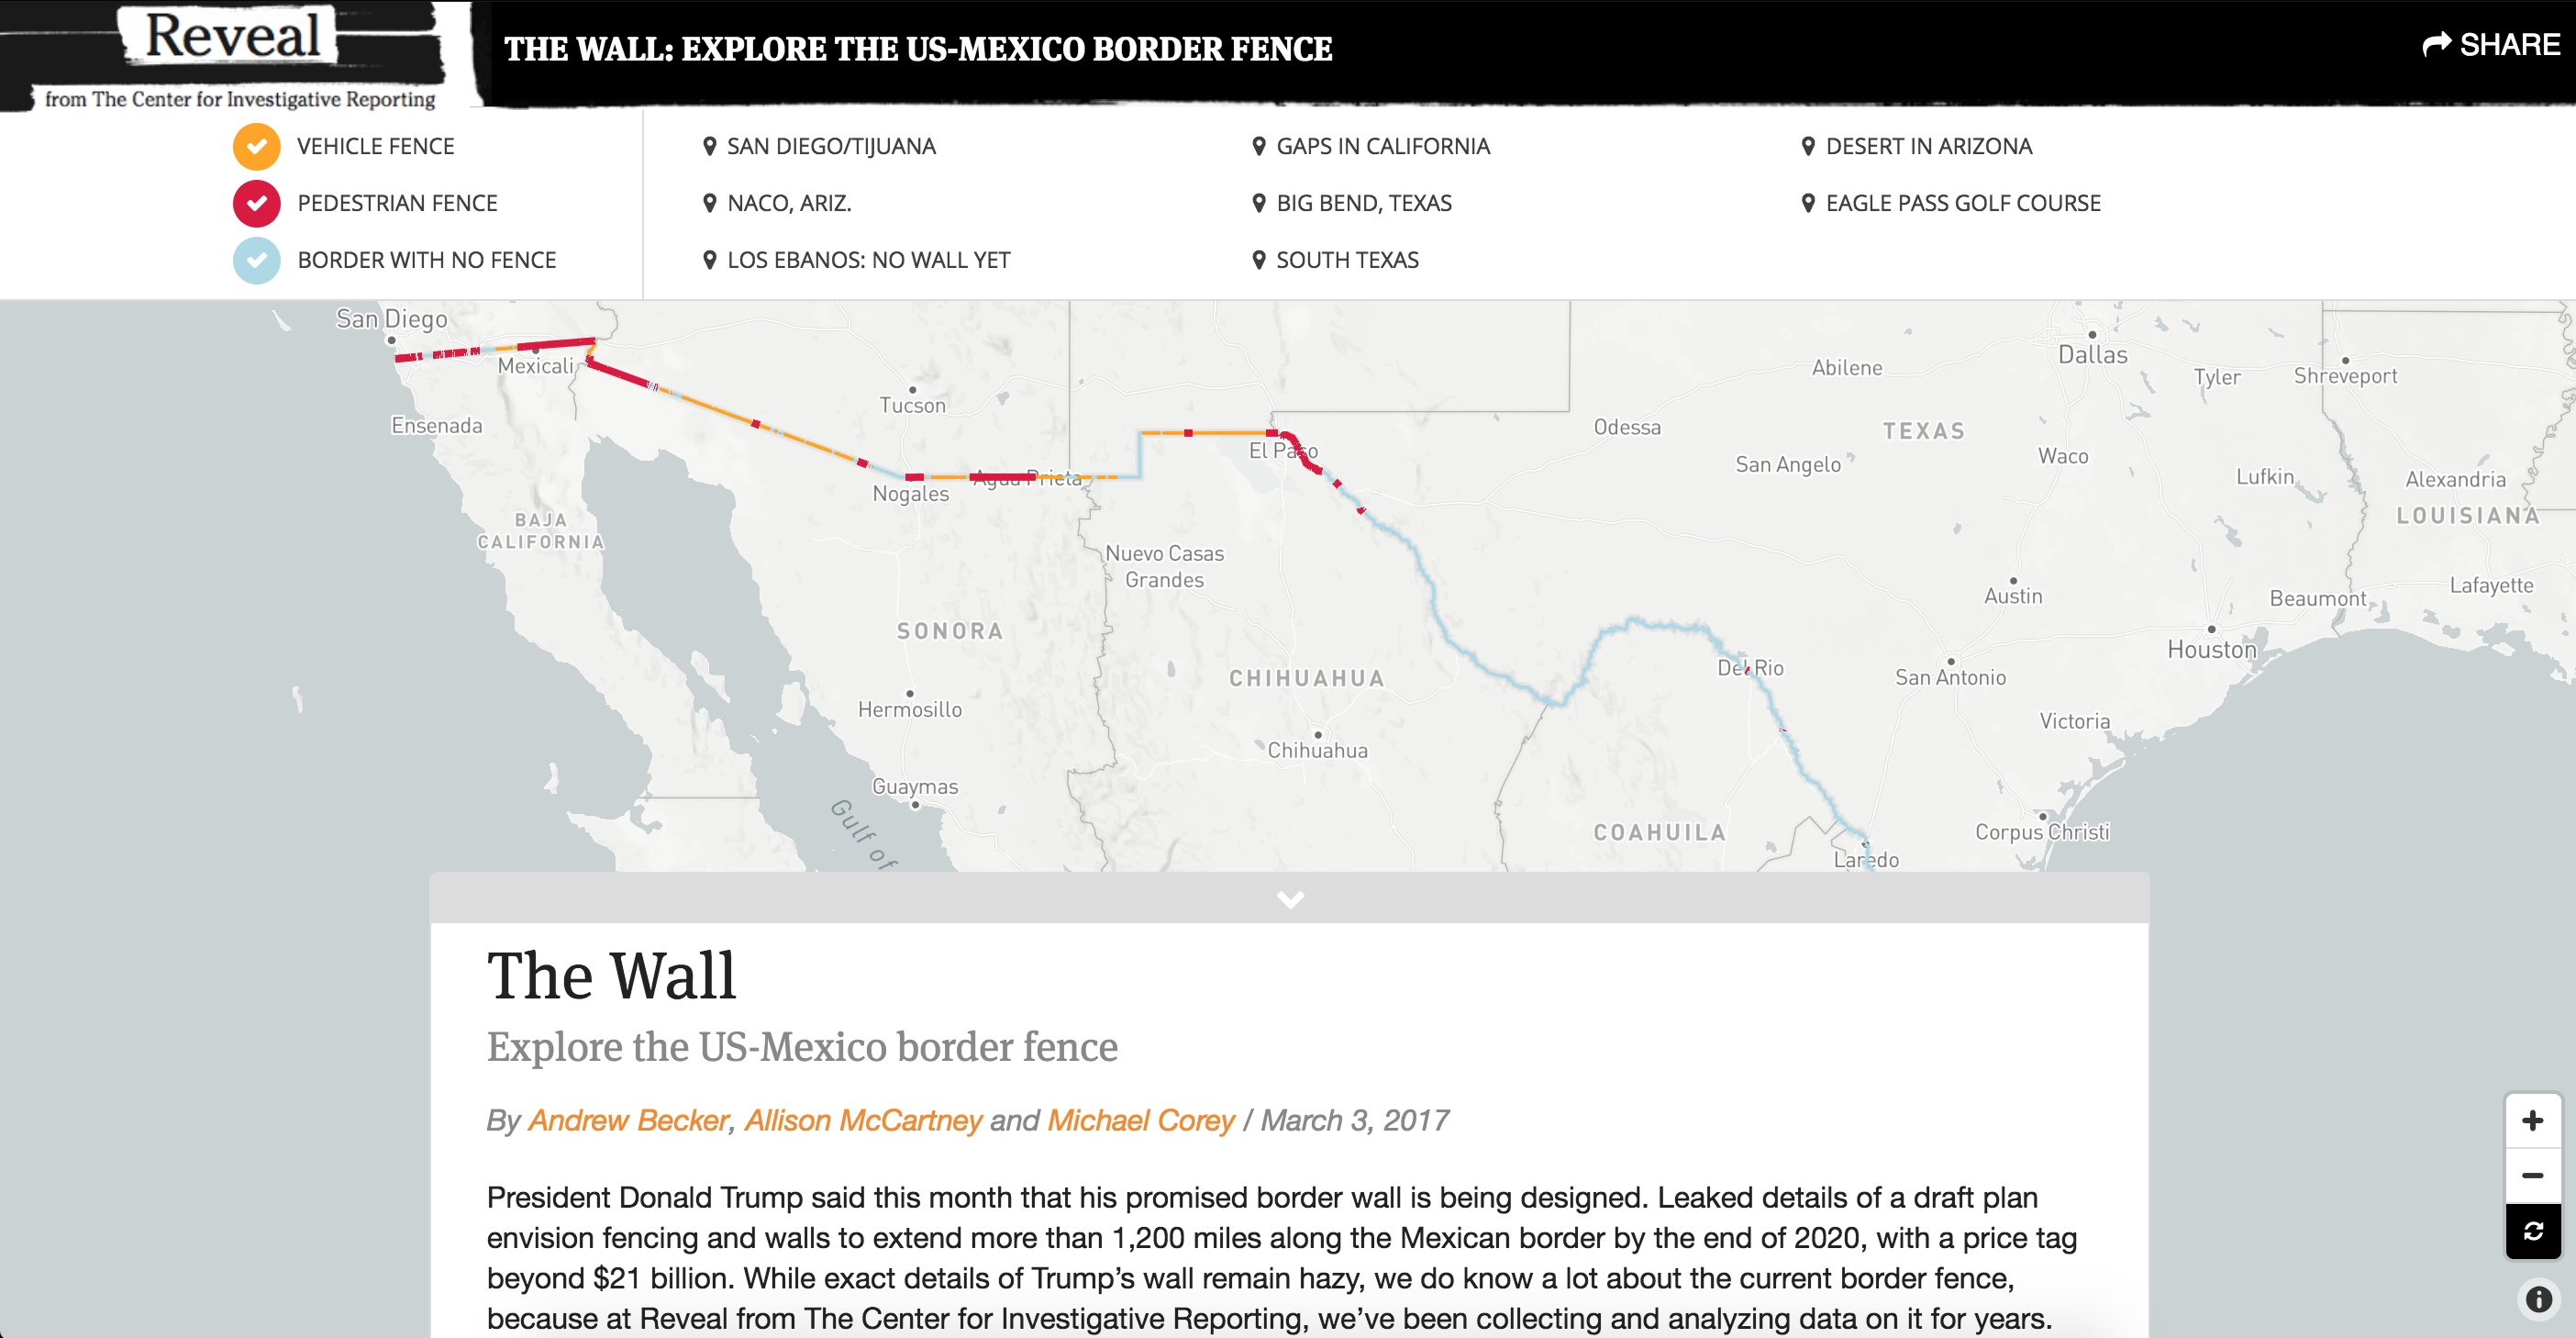 Reveal
from The Center for Investigative Reporting
THE WALL: EXPLORE THE US-MEXICO BORDER FENCE
SHARE
VEHICLE FENCE
PEDESTRIAN FENCE
BORDER WITH NO FENCE
SAN DIEGO/TIJUANA
GAPS IN CALIFORNIA
DESERT IN ARIZONA
NACO, ARIZ.
BIG BEND, TEXAS
EAGLE PASS GOLF COURSE
LOS EBANOS: NO WALL YET
SOUTH TEXAS
San Diego
Mexicali
Ensenada
Tucson
Nogales
Agua Prieta
El Paso
Odessa
Abilene
San Angelo
TEXAS
Dallas
Tyler
Shreveport
Waco
Lufkin
Alexandria
LOUISIANA
BAJA
CALIFORNIA
Nuevo Casas
Grandes
Austin
Beaumont
Lafayette
SONORA
Houston
CHIHUAHUA
Del Rio
San Antonio
Hermosillo
Victoria
Chihuahua
Guaymas
Gulf of
COAHUILA
Corpus Christi
Laredo
The Wall
Explore the US-Mexico border fence
By Andrew Becker, Allison McCartney and Michael Corey / March 3, 2017
President Donald Trump said this month that his promised border wall is being designed. Leaked details of a draft plan
envision fencing and walls to extend more than 1,200 miles along the Mexican border by the end of 2020, with a price tag
beyond $21 billion. While exact details of Trump’s wall remain hazy, we do know a lot about the current border fence,
because at Reveal from The Center for Investigative Reporting, we’ve been collecting and analyzing data on it for years.